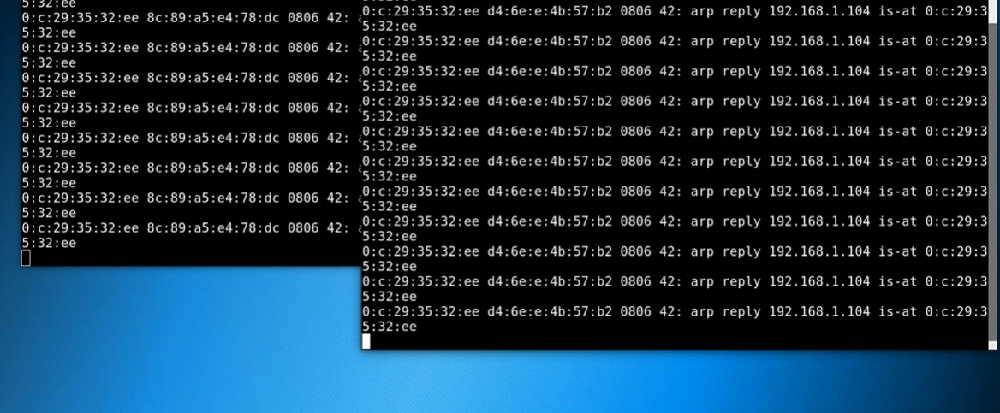 5:32:ee
0:c:29:35:32:ee 8c:89:a5:e4:78:dc 0806 42:
5:32:ee
0:c:29:35:32:ee 8c:89:a5:e4:78:dc 0806 42:
5:32:ee
0:c:29:35:32:ee 8c:89:a5:e4:78:dc 0806 42:
5:32:ee
0:c:29:35:32:ee 8c:89:a5:e4:78:dc 0806 42:
5:32:ee
0:c:29:35:32:ee 8c:89:a5:e4:78:dc 0806 42:
5:32:ee
0:c:29:35:32:ee 8c:89:a5:e4:78:dc 0806 42:
5:32:ee
0:c:29:35:32:ee 8c:89:a5:e4:78:dc 0806 42:
5:32:ee
0:c:29:35:32:ee 8c:89:a5:e4:78:dc 0806 42:
5:32:ee
0:c:29:35:32:ee d4:6e:e:4b:57:b2 0806 42: arp reply 192.168.1.104 is-at 0:c:29:3
5:32:ee
0:c:29:35:32:ee d4:6e:e:4b:57:b2 0806 42: arp reply 192.168.1.104 is-at 0:c:29:3
5:32:ee
0:c:29:35:32:ee d4:6e:e:4b:57:b2 0806 42: arp reply 192.168.1.104 is-at 0:c:29:3
5:32:ee
0:c:29:35:32:ee d4:6e:e:4b:57:b2 0806 42: arp reply 192.168.1.104 is-at 0:c:29:3
5:32:ee
0:c:29:35:32:ee d4:6e:e:4b:57:b2 0806 42: arp reply 192.168.1.104 is-at 0:c:29:3
5:32:ee
0:c:29:35:32:ee d4:6e:e:4b:57:b2 0806 42: arp reply 192.168.1.104 is-at 0:c:29:3
5:32:ee
0:c:29:35:32:ee d4:6e:e:4b:57:b2 0806 42: arp reply 192.168.1.104 is-at 0:c:29:3
5:32:ee
0:c:29:35:32:ee d4:6e:e:4b:57:b2 0806 42: arp reply 192.168.1.104 is-at 0:c:29:3
5:32:ee
0:c:29:35:32:ee d4:6e:e:4b:57:b2 0806 42: arp reply 192.168.1.104 is-at 0:c:29:3
5:32:ee
0:c:29:35:32:ee d4:6e:e:4b:57:b2 0806 42: arp reply 192.168.1.104 is-at 0:c:29:3
5:32:ee
0:c:29:35:32:ee d4:6e:e:4b:57:b2 0806 42: arp reply 192.168.1.104 is-at 0:c:29:3
5:32:ee